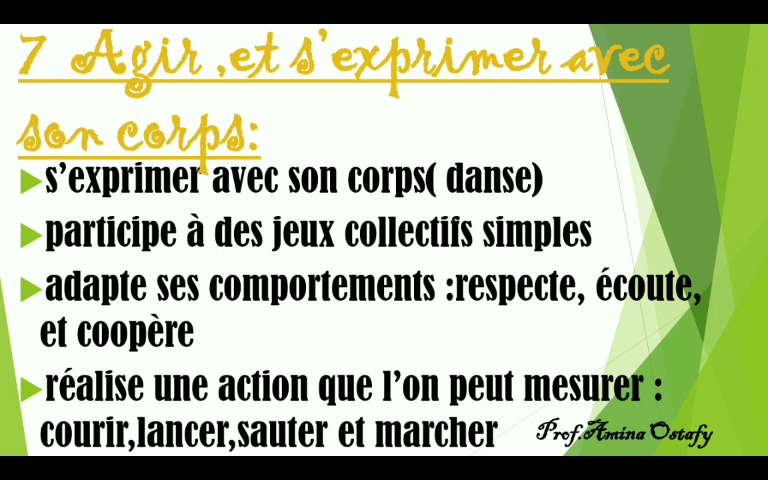 7 Agir ,et s'exprimer avec
son corps:
s'exprimer avec son corps( danse)
participe à des jeux collectifs simples
adapte ses comportements :respecte, écoute,
et coopère
réalise une action que l'on peut mesurer :
courir,lancer,sauter et marcher
Prof.Amina Ostafy